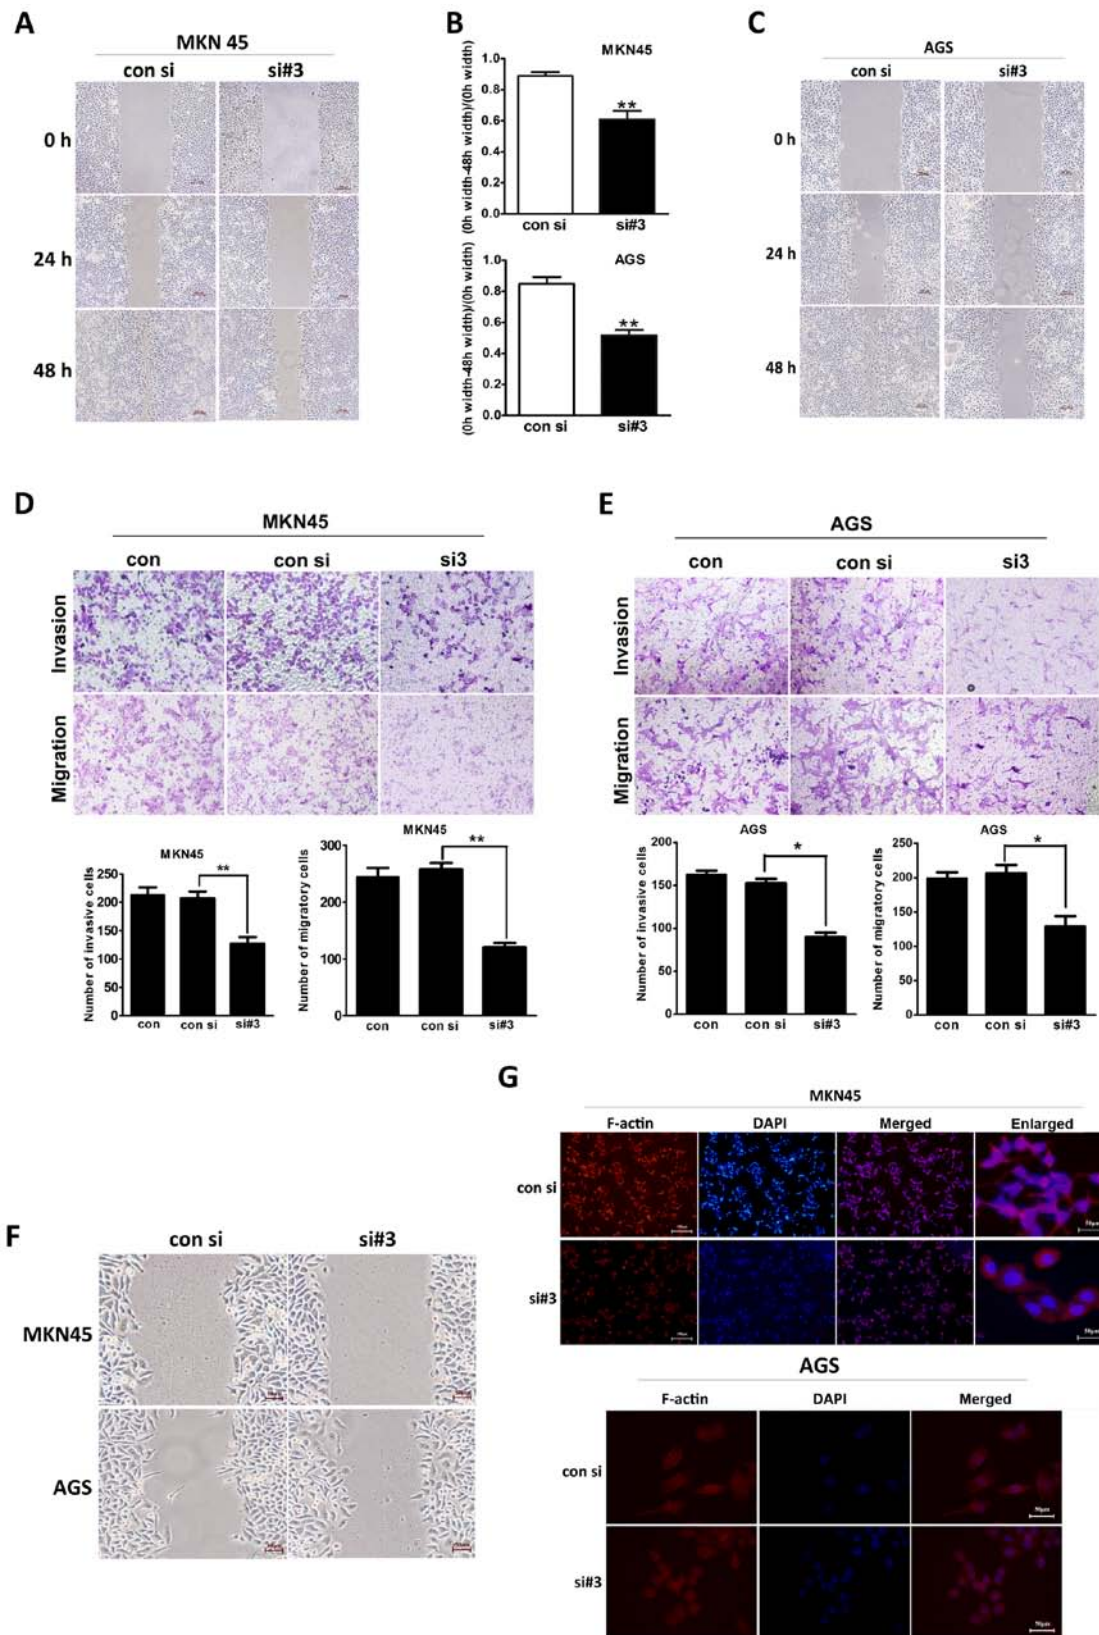 A
MKN 45
con si
si#3
0 h
24 h
48 h
B
MKN45
(0h width-48h width)/(0h width)
1.0
0.8
0.6
0.4
0.2
0.0
**
con si
si#3
AGS
(0h width-48h width)/(0h width)
1.0
0.8
0.6
0.4
0.2
0.0
**
con si
si#3
C
AGS
con si
si#3
0 h
24 h
48 h
D
MKN45
con
con si
si3
Invasion
Migration
MKN45
Number of invasive cells
250
200
150
100
50
0
**
con
con si
si#3
MKN45
Number of migratory cells
300
200
100
0
**
con
con si
si#3
E
AGS
con
con si
si3
Invasion
Migration
AGS
Number of invasive cells
200
150
100
50
0
*
con
con si
si#3
AGS
Number of migratory cells
250
200
150
100
50
0
*
con
con si
si#3
F
con si
si#3
MKN45
AGS
G
MKN45
F-actin
DAPI
Merged
Enlarged
con si
50μm
si#3
50μm
AGS
F-actin
DAPI
Merged
con si
50μm
si#3
50μm